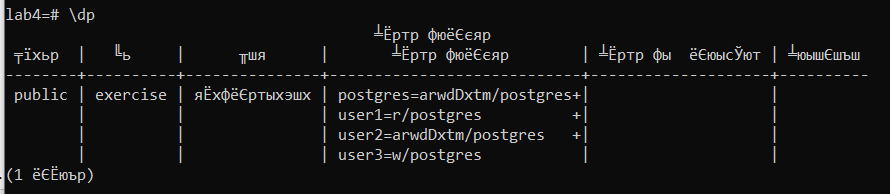 lab4=# \dp
╧Ёртр фюёЄєяр
╤їхьр | ╚ь | ╥шя | ╧Ёртр фюёЄєяр | ╧Ёртр фы  ёЄюысЎют | ╧юышЄшъш
--------+----------+---------------+---------------------------+--------------------+----------
public | exercise | яЁхфёЄртыхэшх | postgres=arwdDxtm/postgres+| |
| | | user1=r/postgres +| |
| | | user2=arwdDxtm/postgres +| |
| | | user3=w/postgres | |
(1 ёЄЁюър)